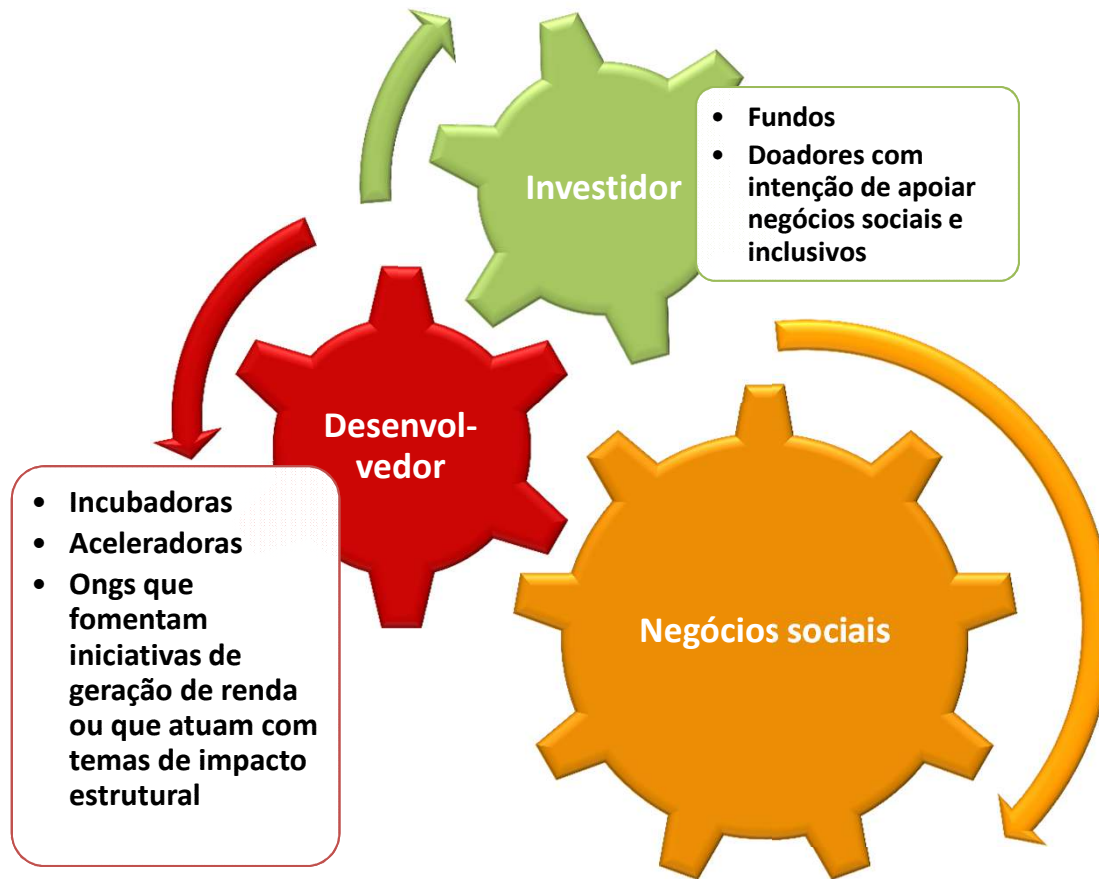 Investidor
• Fundos
• Doadores com
intenção de apoiar
negócios sociais e
inclusivos
Desenvol-
vedor
• Incubadoras
• Aceleradoras
• Ongs que
fomentam
iniciativas de
geração de renda
ou que atuam com
temas de impacto
estrutural
Negócios sociais